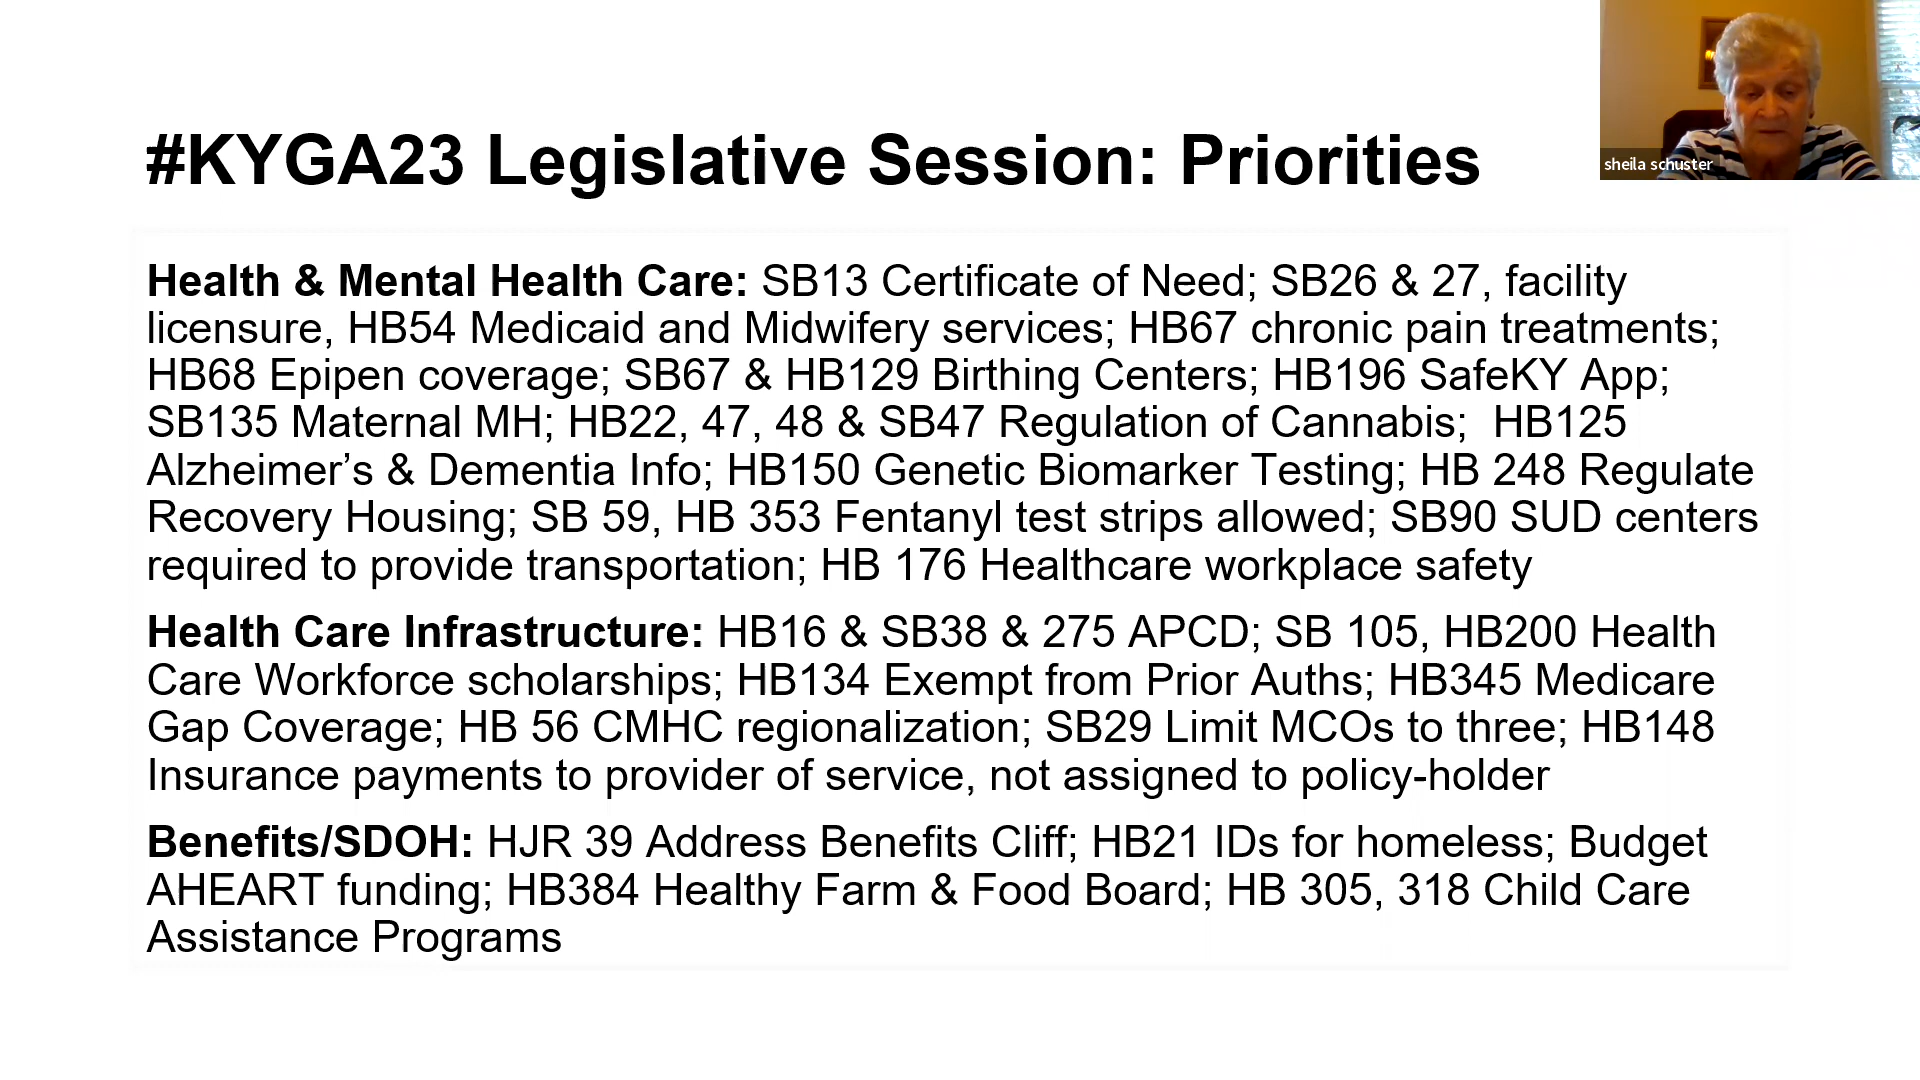 #KYGA23 Legislative Session: Priorities
sheila schuster
Health & Mental Health Care: SB13 Certificate of Need; SB26 & 27, facility
licensure, HB54 Medicaid and Midwifery services; HB67 chronic pain treatments;
HB68 Epipen coverage; SB67 & HB129 Birthing Centers; HB196 SafeKY App;
SB135 Maternal MH; HB22, 47, 48 & SB47 Regulation of Cannabis;  HB125
Alzheimer’s & Dementia Info; HB150 Genetic Biomarker Testing; HB 248 Regulate
Recovery Housing; SB 59, HB 353 Fentanyl test strips allowed; SB90 SUD centers
required to provide transportation; HB 176 Healthcare workplace safety
Health Care Infrastructure: HB16 & SB38 & 275 APCD; SB 105, HB200 Health
Care Workforce scholarships; HB134 Exempt from Prior Auths; HB345 Medicare
Gap Coverage; HB 56 CMHC regionalization; SB29 Limit MCOs to three; HB148
Insurance payments to provider of service, not assigned to policy-holder
Benefits/SDOH: HJR 39 Address Benefits Cliff; HB21 IDs for homeless; Budget
AHEART funding; HB384 Healthy Farm & Food Board; HB 305, 318 Child Care
Assistance Programs